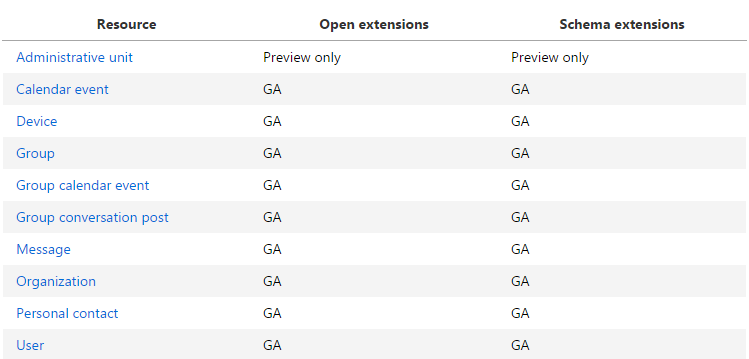 Resource Open extensions Schema extensions
Administrative unit Preview only Preview only
Calendar event GA GA
Device GA GA
Group GA GA
Group calendar event GA GA
Group conversation post GA GA
Message GA GA
Organization GA GA
Personal contact GA GA
User GA GA